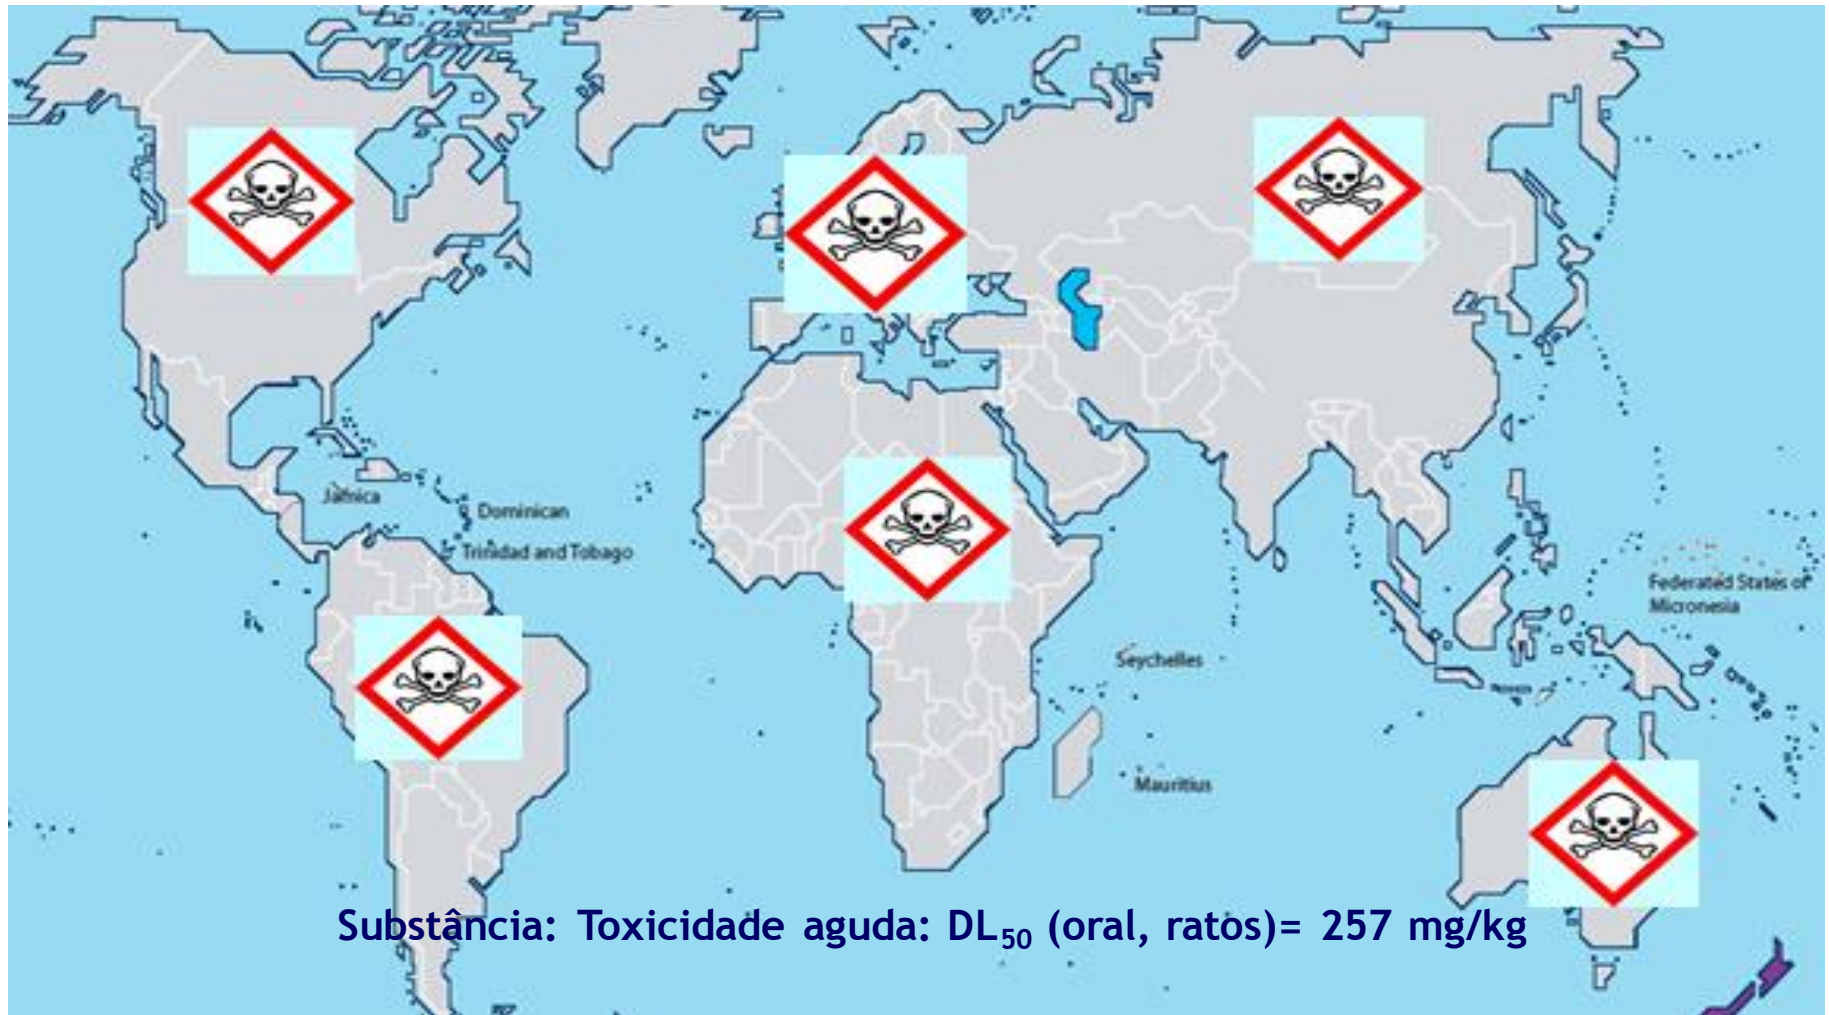 Jamica
Dominican
Trinidad and Tobago
Federated States of
Micronesia
Seychelles
Mauritius
Substância: Toxicidade aguda: DL₅₀ (oral, ratos)= 257 mg/kg